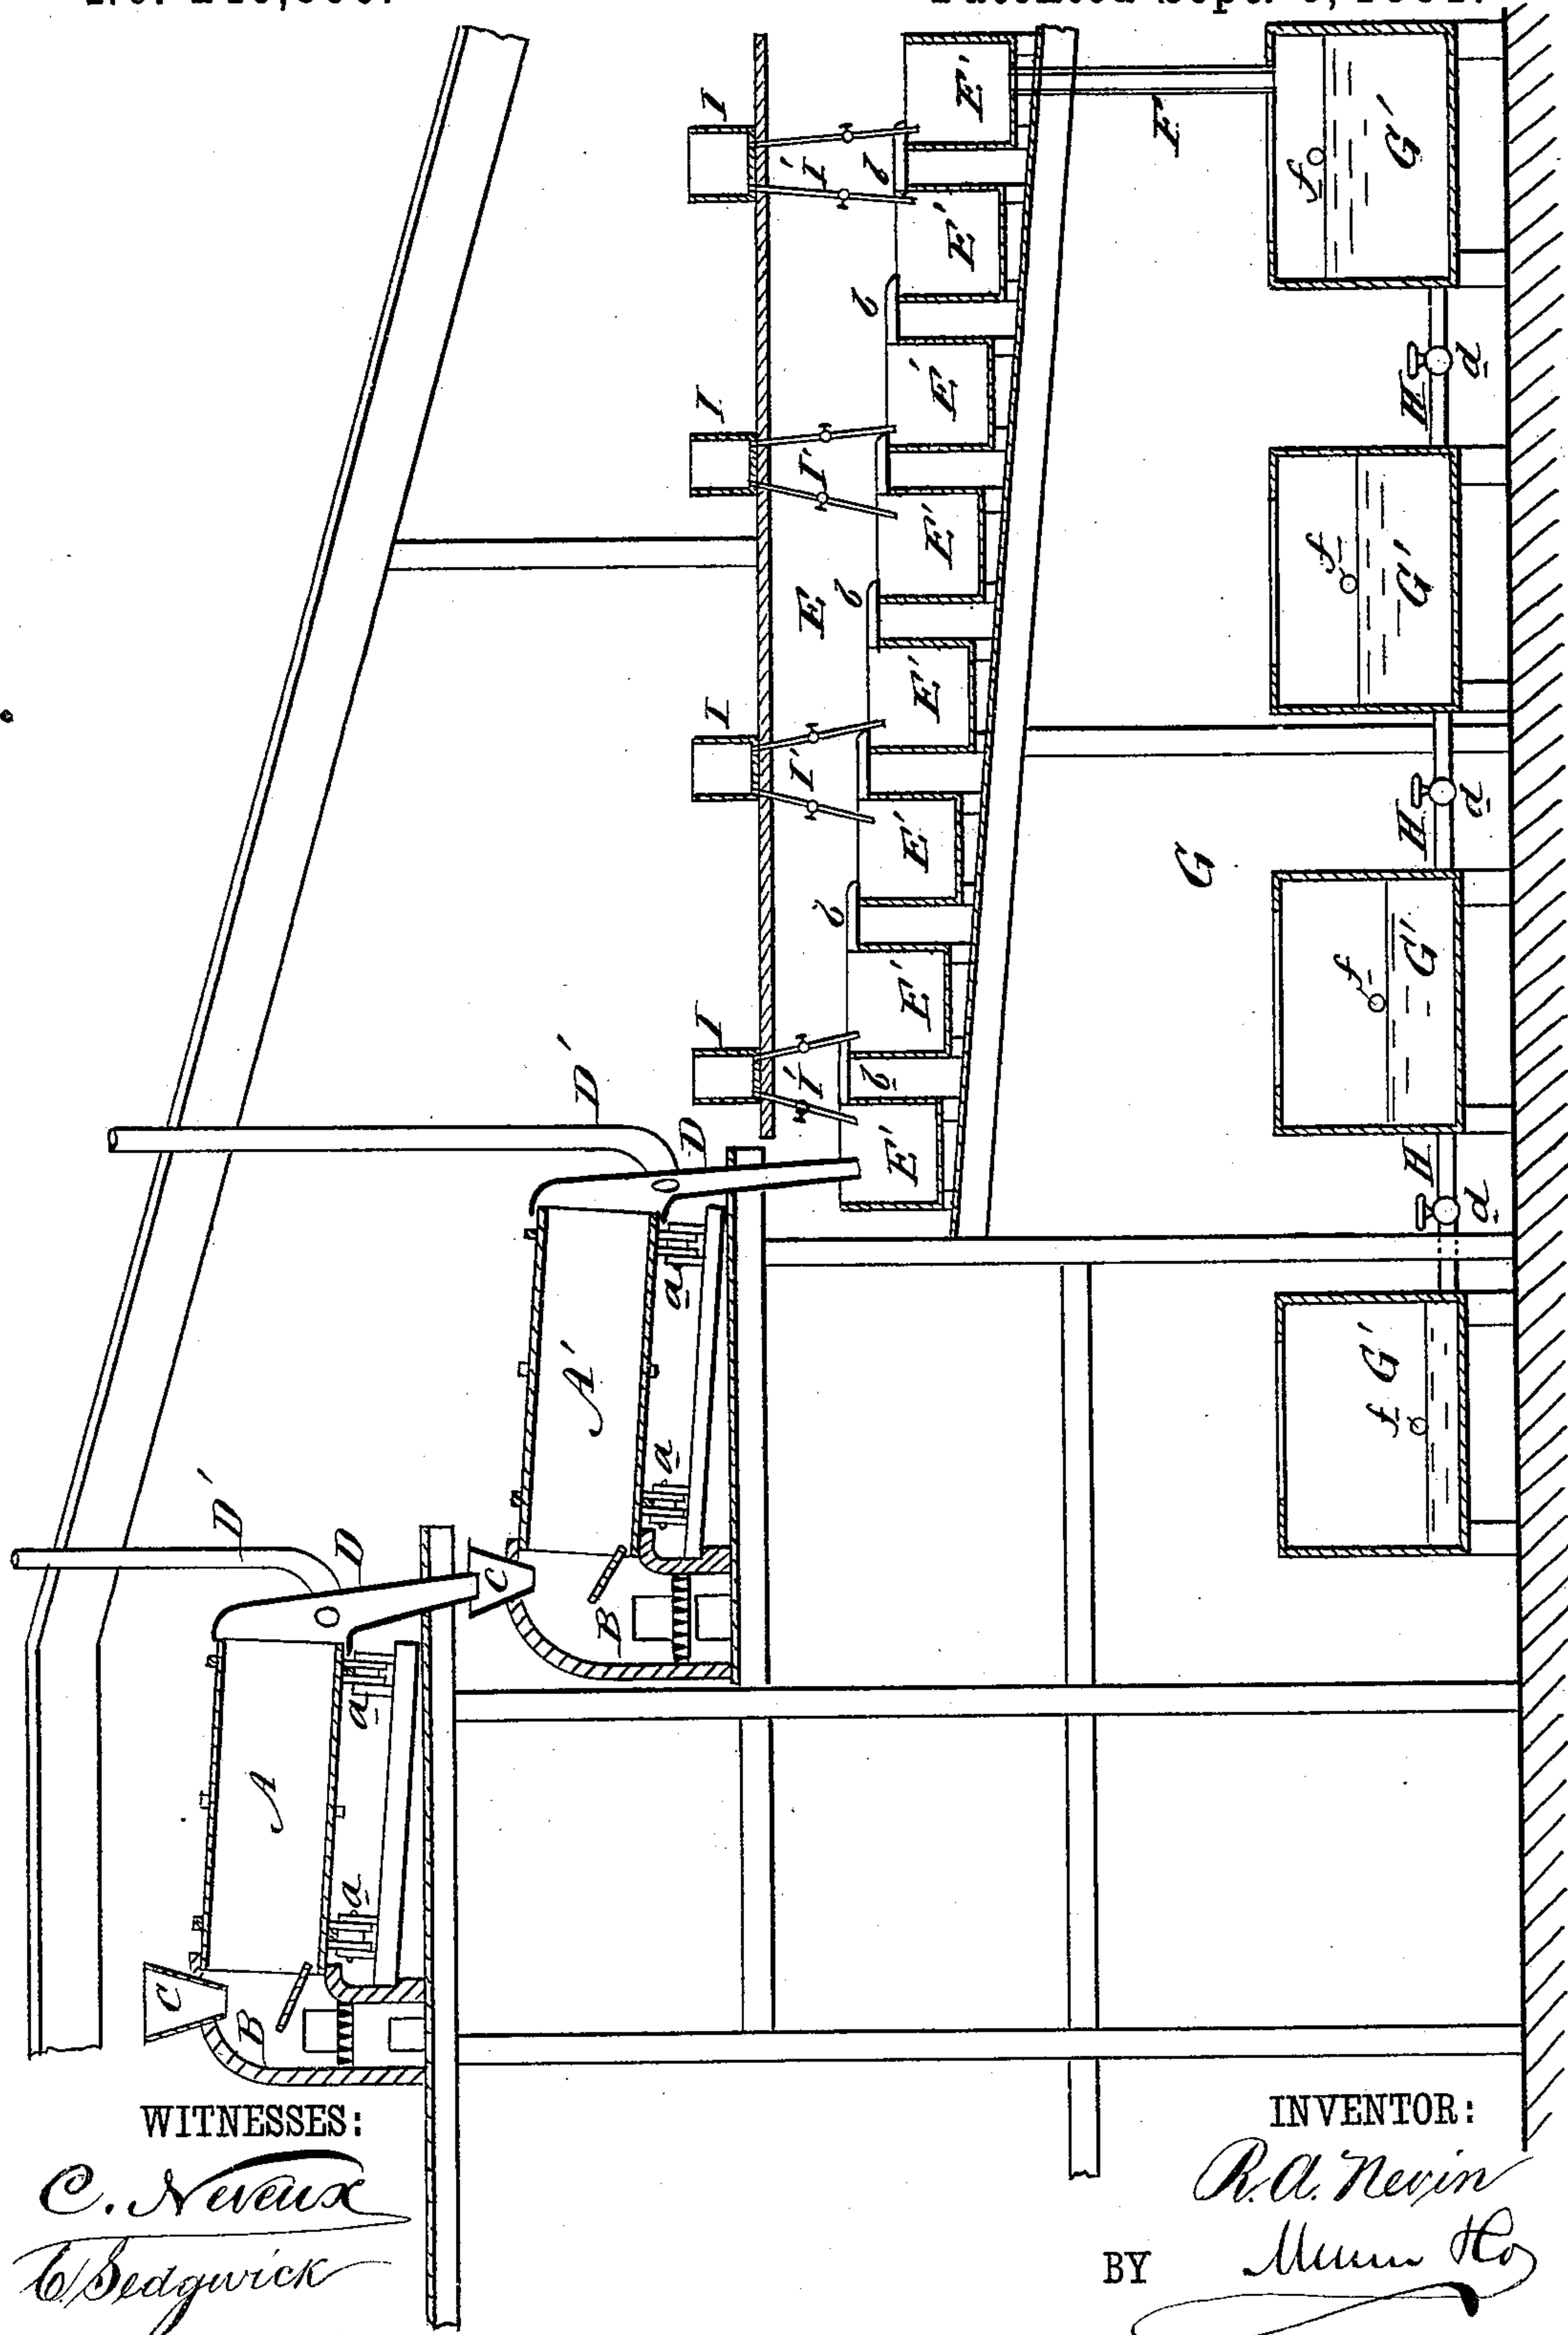 I I I I
E' E' E' E' E' E' E' E'
I' I' I' I'
b b b b b
E
F
f G' f G' f G' f G'
H d H d H d
G
D' D
D' D
A' a a
A a a
C B
C B
WITNESSES:
C. Neveux
C. Sedgwick
INVENTOR:
R. A. Nevin
BY Munn & Co